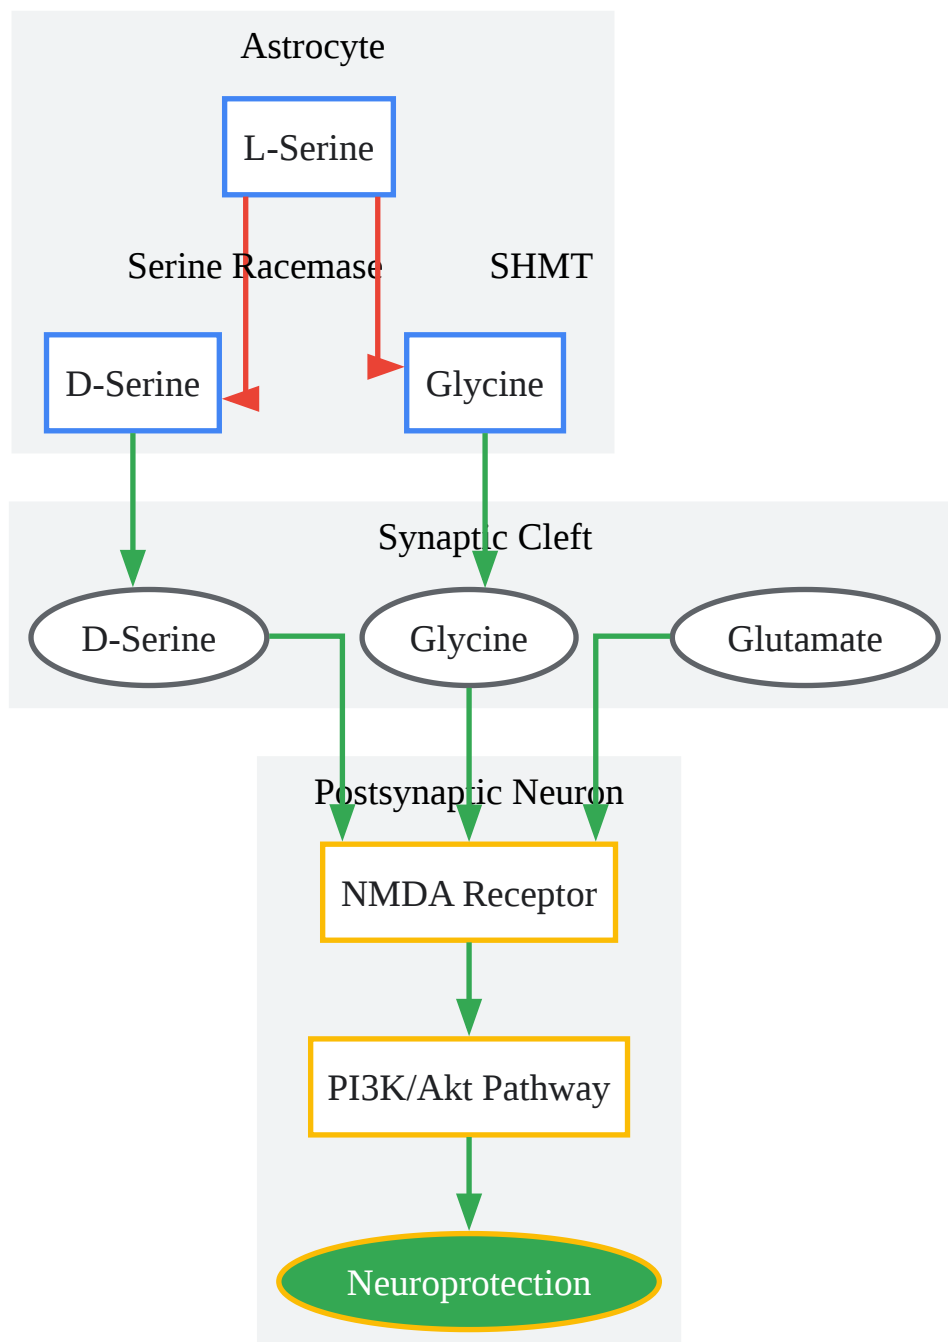 Astrocyte
L-Serine
Serine Racemase
SHMT
D-Serine
Glycine
Synaptic Cleft
D-Serine
Glycine
Glutamate
Postsynaptic Neuron
NMDA Receptor
PI3K/Akt Pathway
Neuroprotection